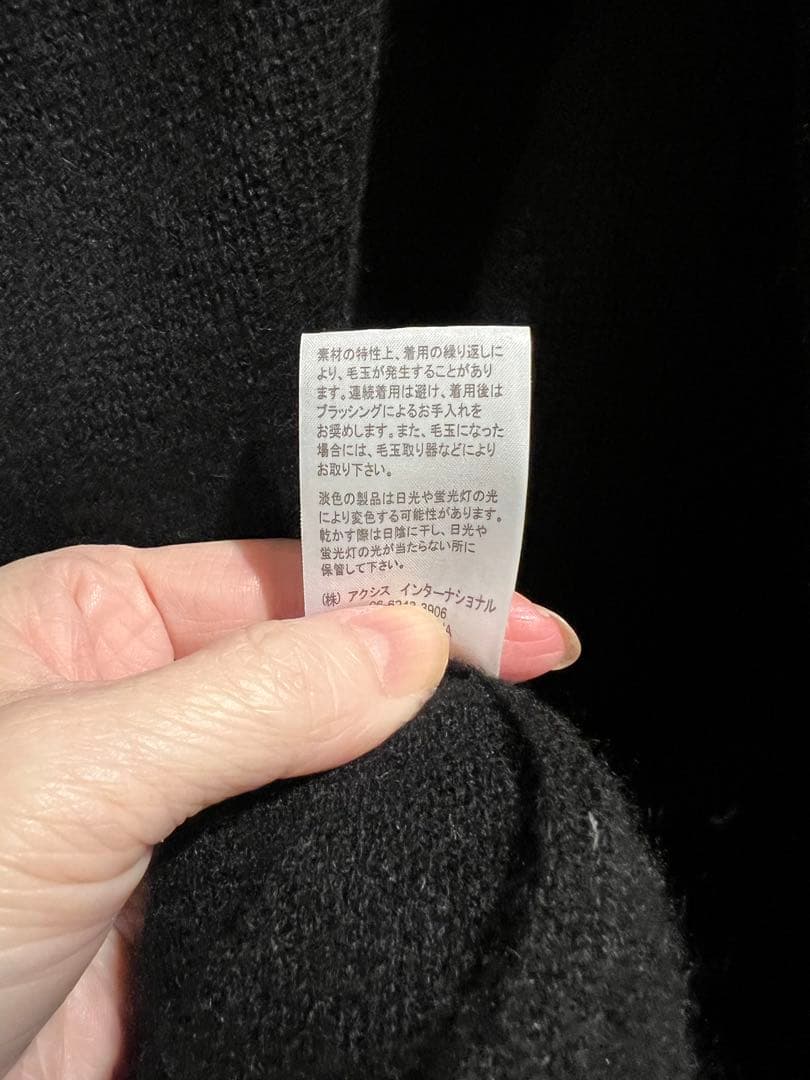 素材の特性上、着用の繰り返しに
より、毛玉が発生することがあり
ます。連続着用は避け、着用後は
ブラッシングによるお手入れを
お奨めします。また、毛玉になった
場合には、毛玉取り器などにより
お取り下さい。
淡色の製品は日光や蛍光灯の光
により変色する可能性があります。
乾かす際は日陰に干し、日光や
蛍光灯の光が当たらない所に
保管して下さい。
(株) アクシス インターナショナル
06-6243-3906